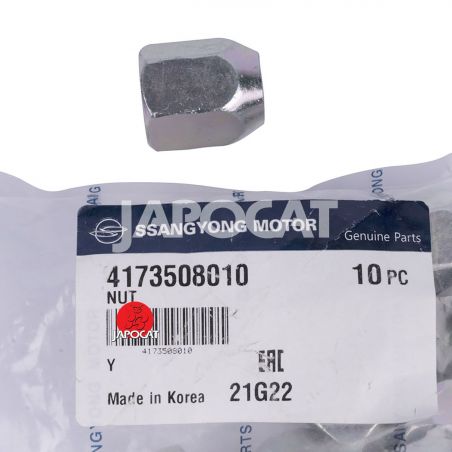 JAPOCAT
SSANGYONG MOTOR
Genuine Parts
4173508010 10 PC
NUT
JAPOCAT
4173508010
Y EAC
Made in Korea 21G22